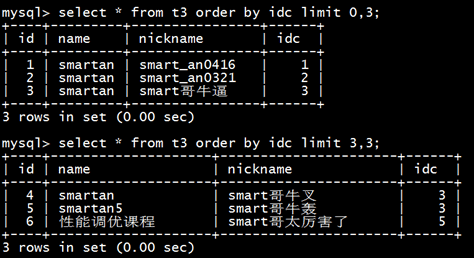 mysql> select * from t3 order by idc limit 0,3;
+----+---------+--------------+------+
| id | name | nickname | idc |
+----+---------+--------------+------+
| 1 | smartan | smart_an0416 | 1 |
| 2 | smartan | smart_an0321 | 2 |
| 3 | smartan | smart哥牛逼 | 3 |
+----+---------+--------------+------+
3 rows in set (0.00 sec)
mysql> select * from t3 order by idc limit 3,3;
+----+--------------------+--------------------+------+
| id | name | nickname | idc |
+----+--------------------+--------------------+------+
| 4 | smartan | smart哥牛叉 | 3 |
| 5 | smartan5 | smart哥牛轰 | 3 |
| 6 | 性能调优课程 | smart哥太厉害了 | 5 |
+----+--------------------+--------------------+------+
3 rows in set (0.00 sec)